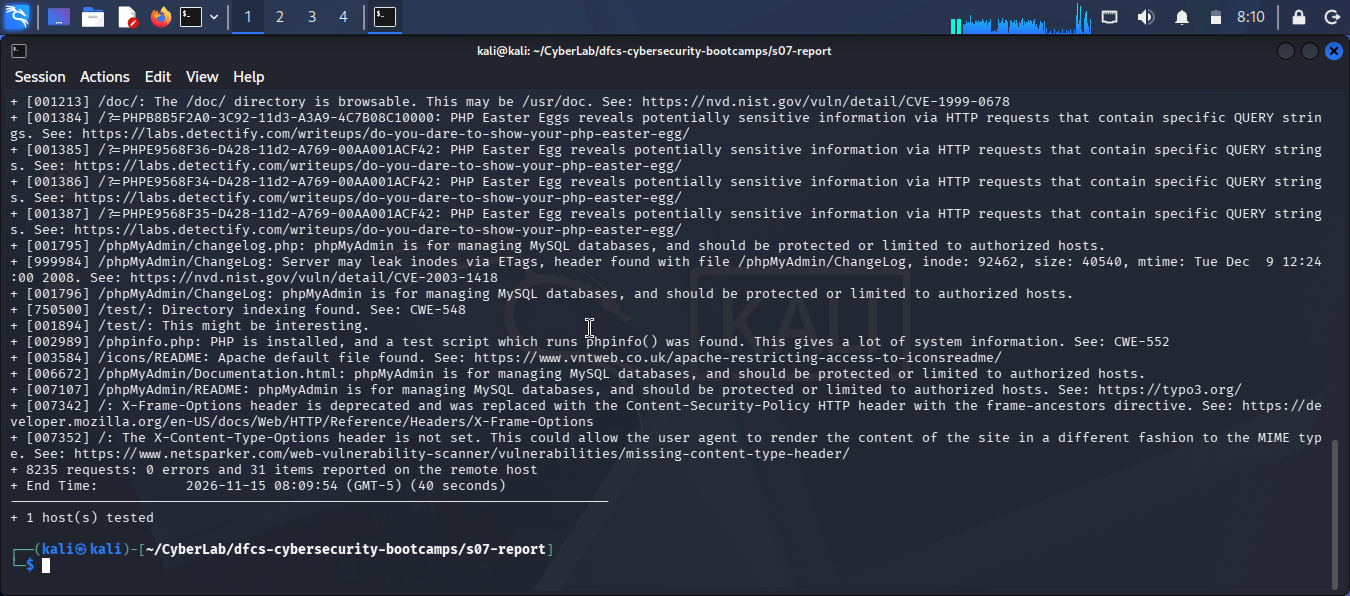 1 2 3 4 8:10
kali@kali: ~/CyberLab/dfcs-cybersecurity-bootcamps/s07-report
Session Actions Edit View Help
+ [001213] /doc/: The /doc/ directory is browsable. This may be /usr/doc. See: https://nvd.nist.gov/vuln/detail/CVE-1999-0678
+ [001384] /?=PHPB8B5F2A0-3C92-11d3-A3A9-4C7B08C10000: PHP Easter Eggs reveals potentially sensitive information via HTTP requests that contain specific QUERY strin
gs. See: https://labs.detectify.com/writeups/do-you-dare-to-show-your-php-easter-egg/
+ [001385] /?=PHPE9568F36-D428-11d2-A769-00AA001ACF42: PHP Easter Egg reveals potentially sensitive information via HTTP requests that contain specific QUERY string
s. See: https://labs.detectify.com/writeups/do-you-dare-to-show-your-php-easter-egg/
+ [001386] /?=PHPE9568F34-D428-11d2-A769-00AA001ACF42: PHP Easter Egg reveals potentially sensitive information via HTTP requests that contain specific QUERY string
s. See: https://labs.detectify.com/writeups/do-you-dare-to-show-your-php-easter-egg/
+ [001387] /?=PHPE9568F35-D428-11d2-A769-00AA001ACF42: PHP Easter Egg reveals potentially sensitive information via HTTP requests that contain specific QUERY string
s. See: https://labs.detectify.com/writeups/do-you-dare-to-show-your-php-easter-egg/
+ [001795] /phpMyAdmin/changelog.php: phpMyAdmin is for managing MySQL databases, and should be protected or limited to authorized hosts.
+ [999984] /phpMyAdmin/ChangeLog: Server may leak inodes via ETags, header found with file /phpMyAdmin/ChangeLog, inode: 92462, size: 40540, mtime: Tue Dec  9 12:24
:00 2008. See: https://nvd.nist.gov/vuln/detail/CVE-2003-1418
+ [001796] /phpMyAdmin/ChangeLog: phpMyAdmin is for managing MySQL databases, and should be protected or limited to authorized hosts.
+ [750500] /test/: Directory indexing found. See: CWE-548
+ [001894] /test/: This might be interesting.
+ [002989] /phpinfo.php: PHP is installed, and a test script which runs phpinfo() was found. This gives a lot of system information. See: CWE-552
+ [003584] /icons/README: Apache default file found. See: https://www.vntweb.co.uk/apache-restricting-access-to-iconsreadme/
+ [006672] /phpMyAdmin/Documentation.html: phpMyAdmin is for managing MySQL databases, and should be protected or limited to authorized hosts.
+ [007107] /phpMyAdmin/README: phpMyAdmin is for managing MySQL databases, and should be protected or limited to authorized hosts. See: https://typo3.org/
+ [007342] /: X-Frame-Options header is deprecated and was replaced with the Content-Security-Policy HTTP header with the frame-ancestors directive. See: https://de
veloper.mozilla.org/en-US/docs/Web/HTTP/Reference/Headers/X-Frame-Options
+ [007352] /: The X-Content-Type-Options header is not set. This could allow the user agent to render the content of the site in a different fashion to the MIME typ
e. See: https://www.netsparker.com/web-vulnerability-scanner/vulnerabilities/missing-content-type-header/
+ 8235 requests: 0 errors and 31 items reported on the remote host
+ End Time:           2026-11-15 08:09:54 (GMT-5) (40 seconds)
+ 1 host(s) tested
┌──(kali㉿kali)-[~/CyberLab/dfcs-cybersecurity-bootcamps/s07-report]
└─$
KALI